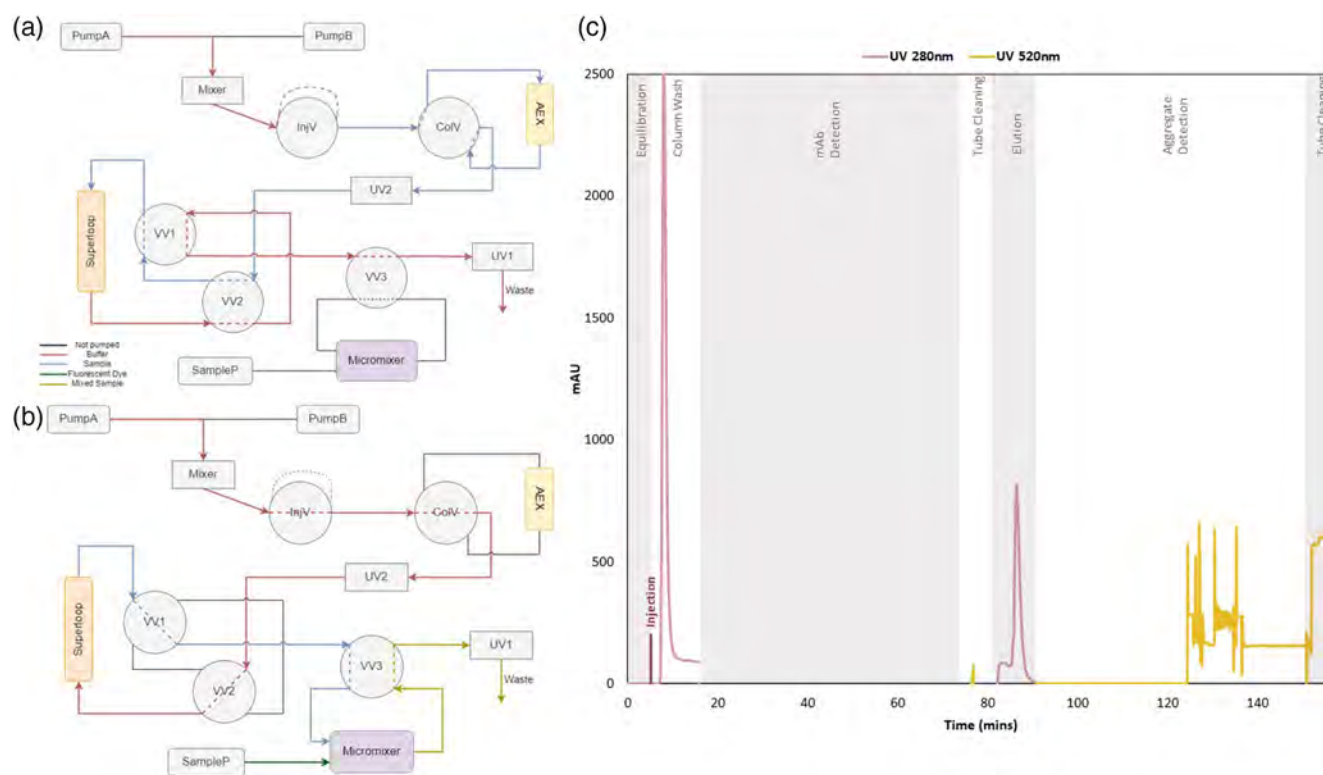 (a)
PumpA
PumpB
Mixer
InjV
ColV
AEX
UV2
Superloop
VV1
VV2
VV3
UV1
Waste
Not pumped
Buffer
Sample
Fluorescent Dye
Mixed Sample
SampleP
Micromixer
(b)
PumpA
PumpB
Mixer
InjV
ColV
AEX
UV2
Superloop
VV1
VV2
VV3
UV1
Waste
SampleP
Micromixer
(c)
UV 280nm
UV 520nm
2500
2000
1500
1000
500
0
mAU
Equilibration
Injection
Column Wash
mAb
Detection
Tube Cleaning
Elution
Aggregate
Detection
Tube Cleaning
0
20
40
60
80
100
120
140
Time (mins)